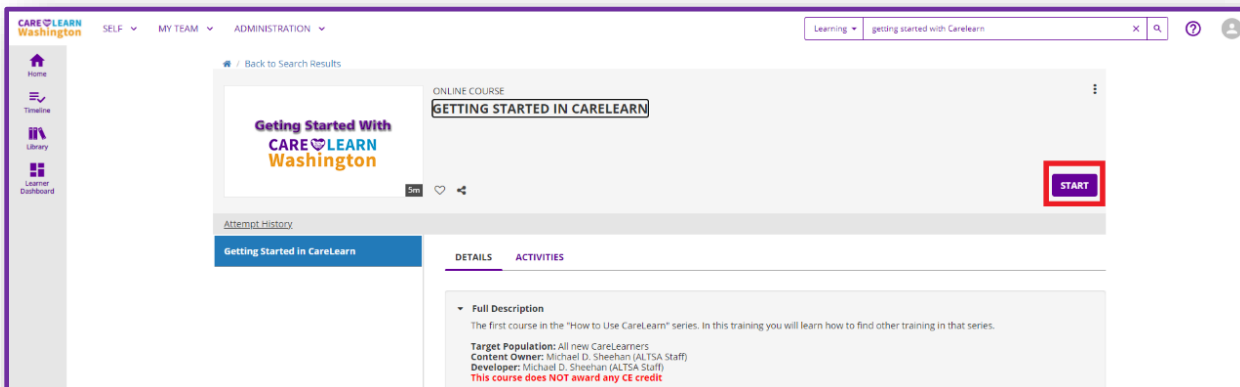 CARE LEARN
Washington
SELF
MY TEAM
ADMINISTRATION
Learning
getting started with Carelearn
Home
Timeline
Library
Learner
Dashboard
/ Back to Search Results
Geting Started With
CARE LEARN
Washington
5m
ONLINE COURSE
GETTING STARTED IN CARELEARN
START
Attempt History
Getting Started in CareLearn
DETAILS
ACTIVITIES
Full Description
The first course in the "How to Use CareLearn" series. In this training you will learn how to find other training in that series.
Target Population: All new CareLearners
Content Owner: Michael D. Sheehan (ALTSA Staff)
Developer: Michael D. Sheehan (ALTSA Staff)
This course does NOT award any CE credit